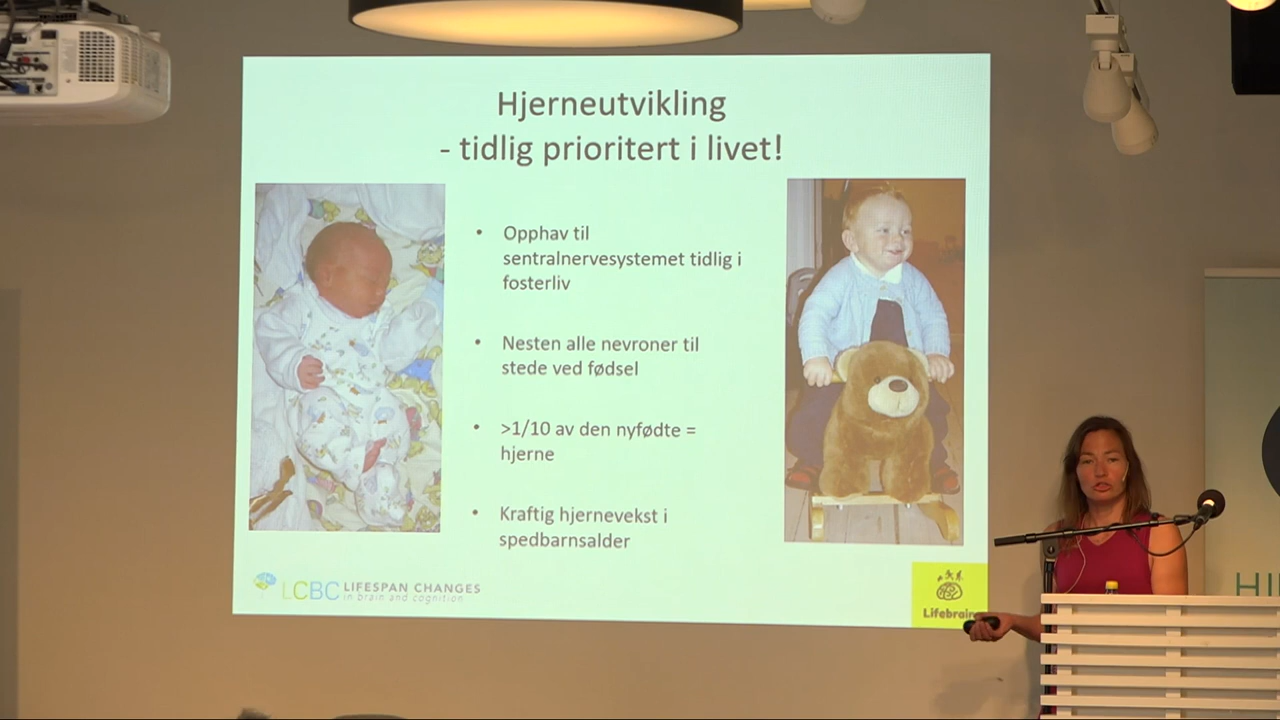 Hjerneutvikling
- tidlig prioritert i livet!
• Opphav til
sentralnervesystemet tidlig i
fosterliv
• Nesten alle nevroner til
stede ved fødsel
• >1/10 av den nyfødte =
hjerne
• Kraftig hjernevekst i
spedbarnsalder
LCBC LIFESPAN CHANGES
in brain and cognition
Lifebrain
HI